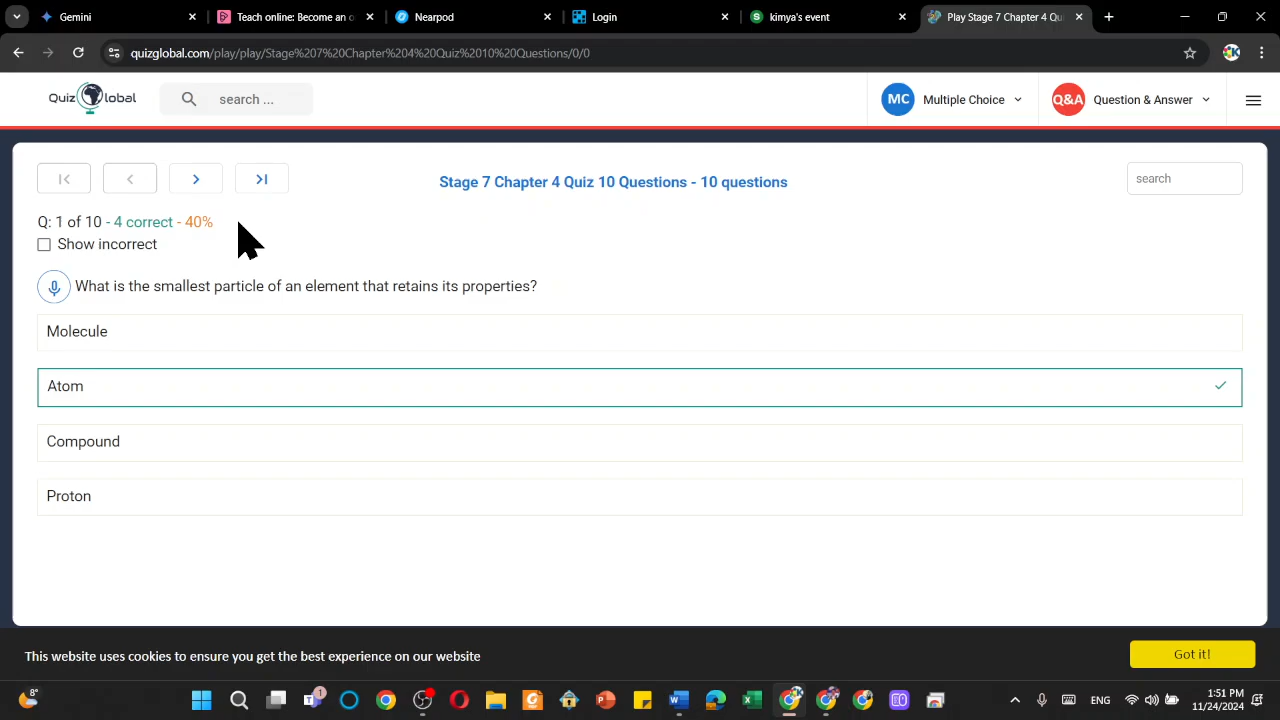 Gemini
Teach online: Become an o
Nearpod
Login
kimya's event
Play Stage 7 Chapter 4 Qu
quizglobal.com/play/play/Stage%207%20Chapter%204%20Quiz%2010%20Questions/0/0
Quiz lobal
search ...
MC Multiple Choice
Q&A Question & Answer
Stage 7 Chapter 4 Quiz 10 Questions - 10 questions
search
Q: 1 of 10 - 4 correct - 40%
Show incorrect
What is the smallest particle of an element that retains its properties?
Molecule
Atom
Compound
Proton
This website uses cookies to ensure you get the best experience on our website
Got it!
8°
1
ENG
1:51 PM
11/24/2024